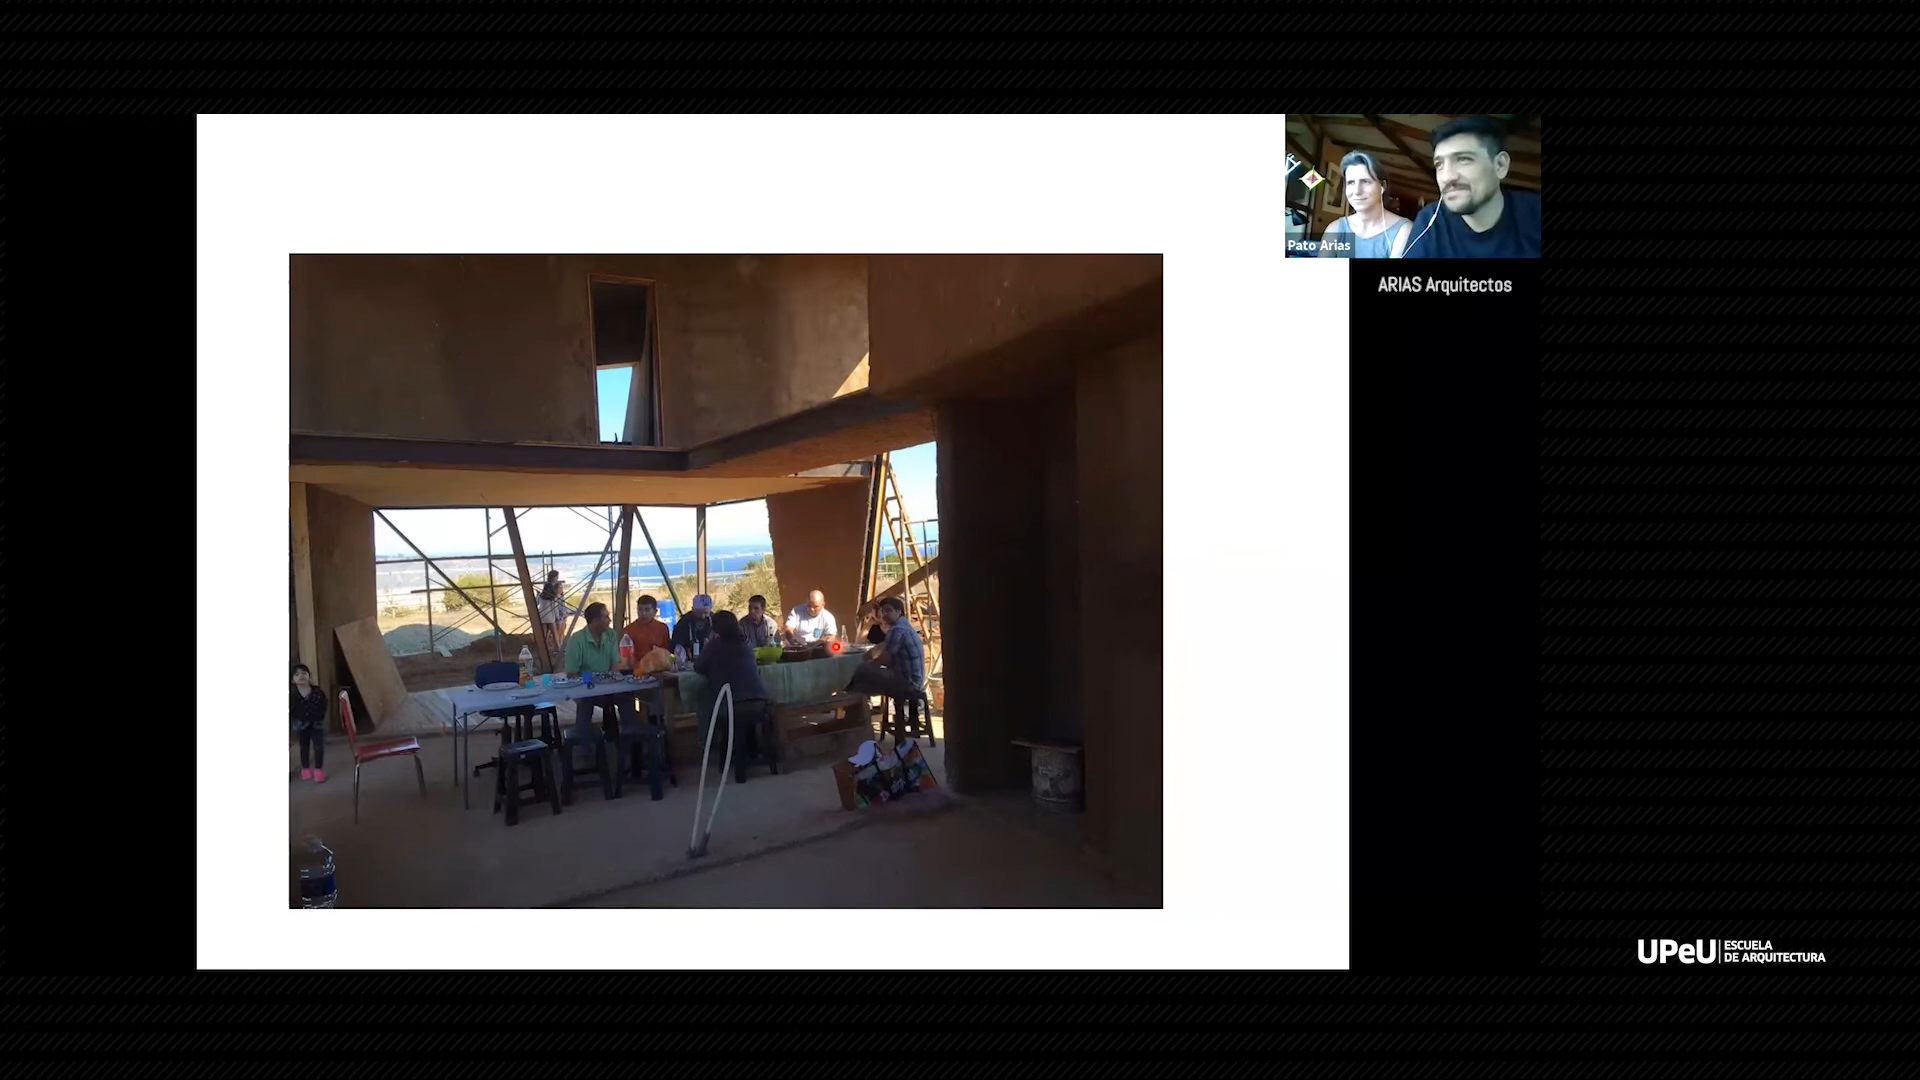 Pato Arias
ARIAS Arquitectos
UPeU
ESCUELA
DE ARQUITECTURA